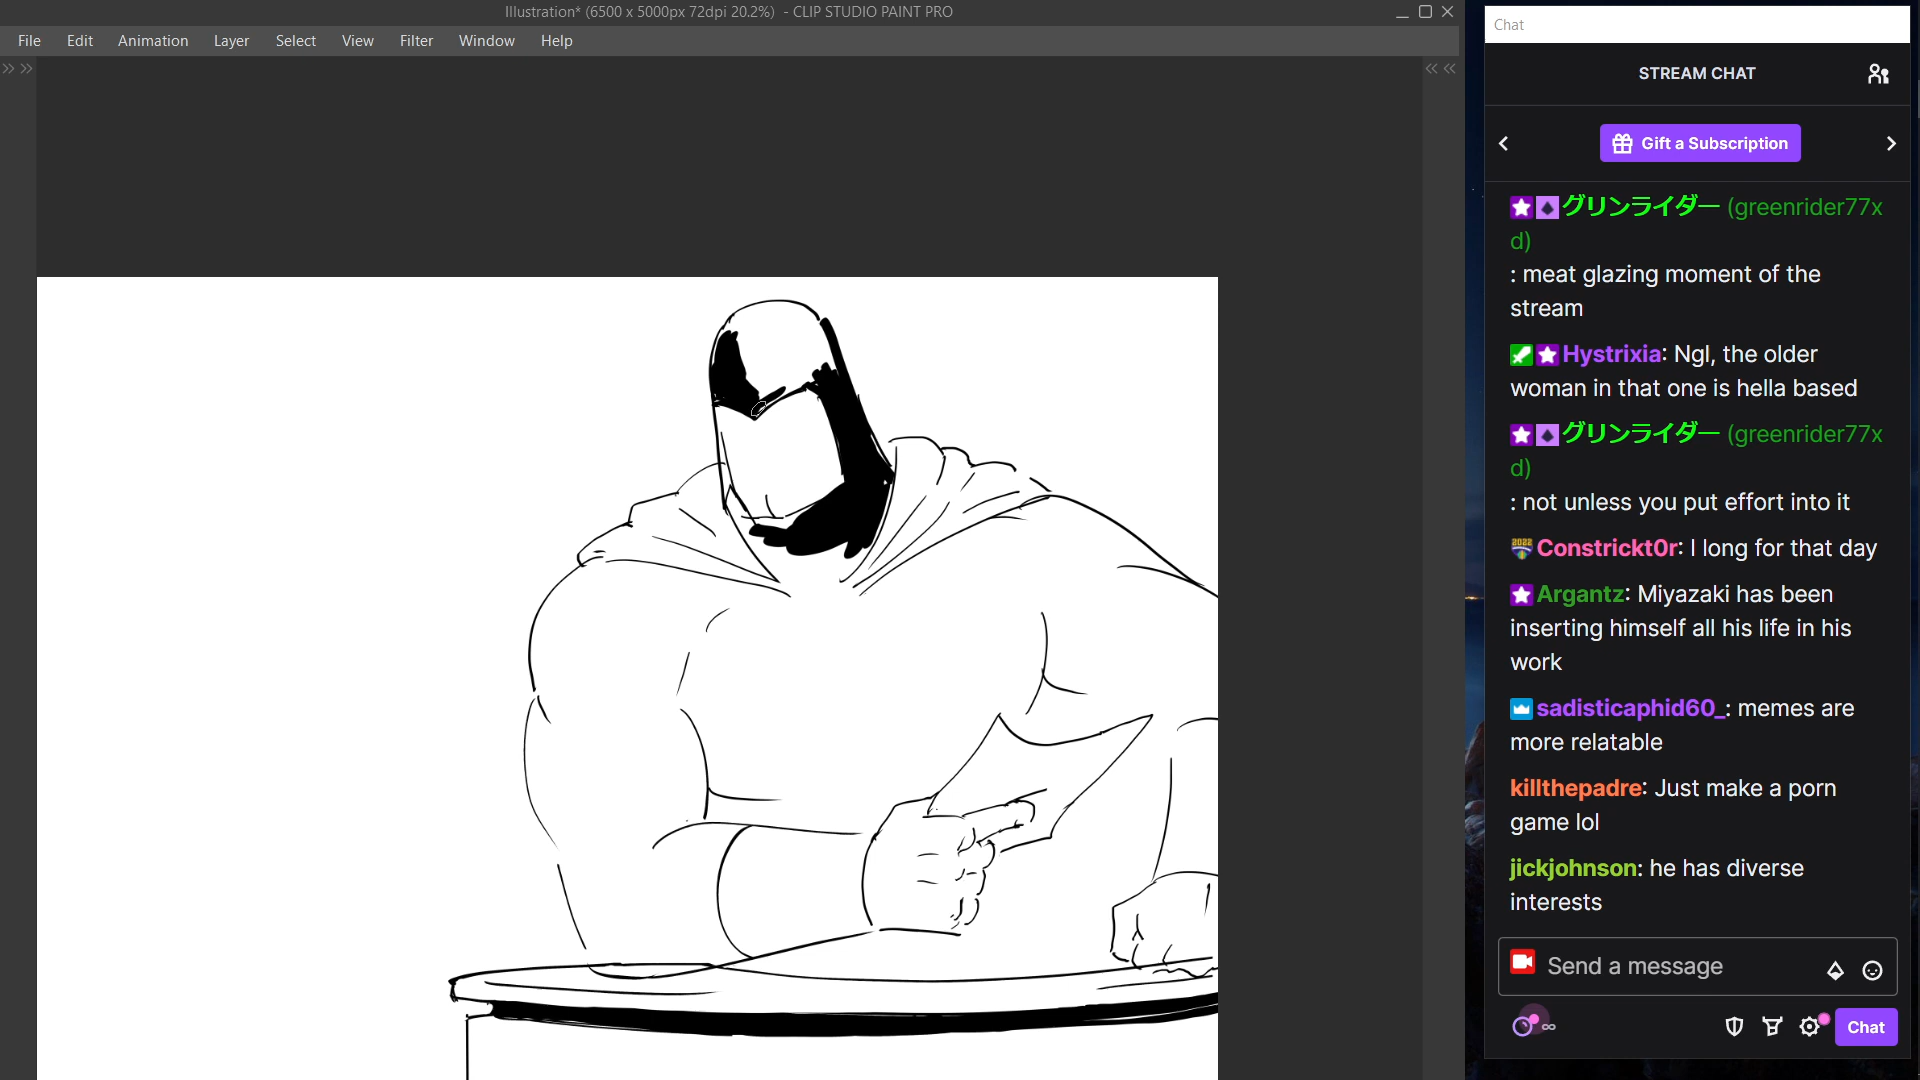 Illustration* (6500 x 5000px 72dpi 20.2%) - CLIP STUDIO PAINT PRO
File Edit Animation Layer Select View Filter Window Help
Chat
STREAM CHAT
Gift a Subscription
グリンライダー (greenrider77x
d)
: meat glazing moment of the
stream
Hystrixia: Ngl, the older
woman in that one is hella based
グリンライダー (greenrider77x
d)
: not unless you put effort into it
2022 Constrickt0r: I long for that day
Argantz: Miyazaki has been
inserting himself all his life in his
work
sadisticaphid60_: memes are
more relatable
killthepadre: Just make a porn
game lol
jickjohnson: he has diverse
interests
Send a message
Chat